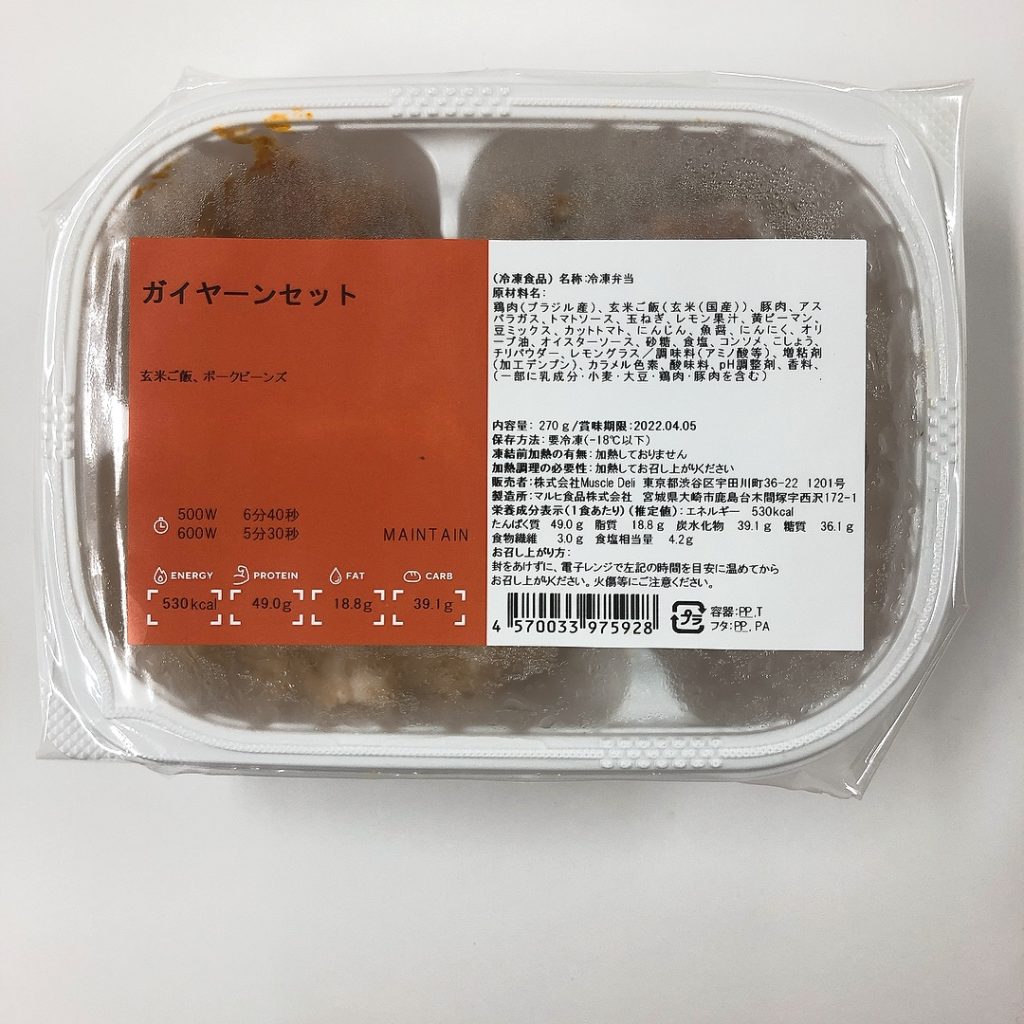 ガイヤーンセット
玄米ご飯、ポークビーンズ
500W 6分40秒
600W 5分30秒
MAINTAIN
ENERGY PROTEIN FAT CARB
530kcal 49.0g 18.8g 39.1g
(冷凍食品) 名称:冷凍弁当
原材料名:
鶏肉(ブラジル産)、玄米ご飯(玄米(国産))、豚肉、アス
パラガス、トマトソース、玉ねぎ、レモン果汁、黄ピーマン、
豆ミックス、カットトマト、にんじん、魚醤、にんにく、オリ
ーブ油、オイスターソース、砂糖、食塩、コンソメ、こしょう、
チリパウダー、レモングラス／調味料(アミノ酸等)、増粘剤
(加工デンプン)、カラメル色素、酸味料、pH調整剤、香料、
(一部に乳成分・小麦・大豆・鶏肉・豚肉を含む)
内容量: 270g/賞味期限:2022.04.05
保存方法:要冷凍(-18℃以下)
凍結前加熱の有無:加熱しておりません
加熱調理の必要性:加熱してお召し上がりください
販売者:株式会社Muscle Deli 東京都渋谷区宇田川町36-22 1201号
製造所:マルヒ食品株式会社 宮城県大崎市鹿島台木間塚字西沢172-1
栄養成分表示(1食あたり)(推定値):エネルギー 530kcal
たんぱく質 49.0g 脂質 18.8g 炭水化物 39.1g 糖質 36.1g
食物繊維 3.0g 食塩相当量 4.2g
お召し上がり方:
封をあけずに、電子レンジで左記の時間を目安に温めてから
お召し上がりください。火傷等にご注意ください。
4 570033 975928
プラ
容器:PP,T
フタ:PP,PA